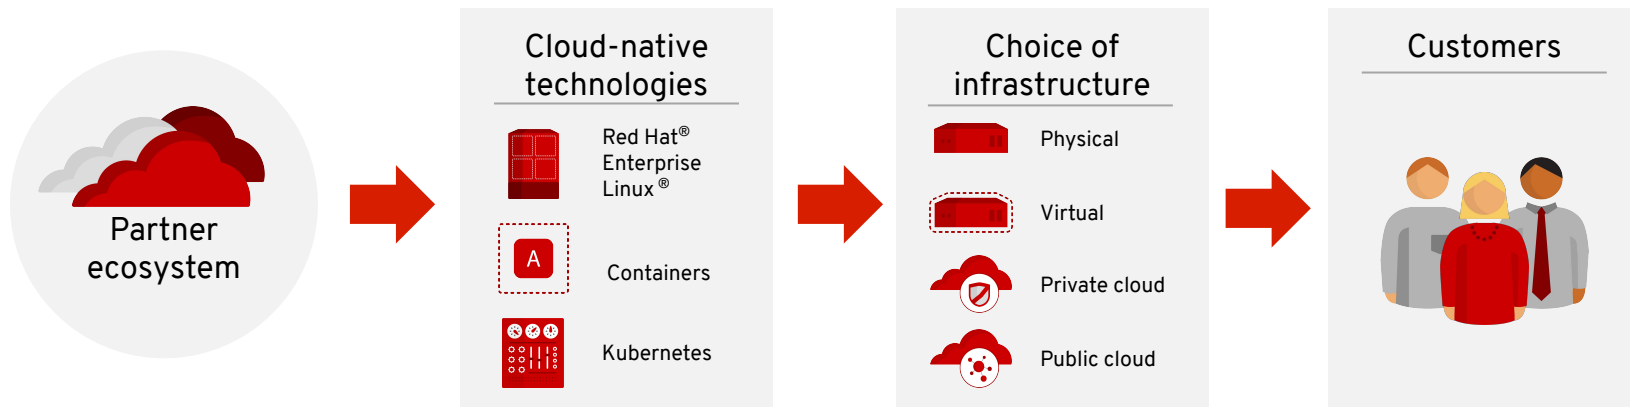 Partner
ecosystem
Cloud-native
technologies
Red Hat®
Enterprise
Linux ®
A
Containers
Kubernetes
Choice of
infrastructure
Physical
Virtual
Private cloud
Public cloud
Customers